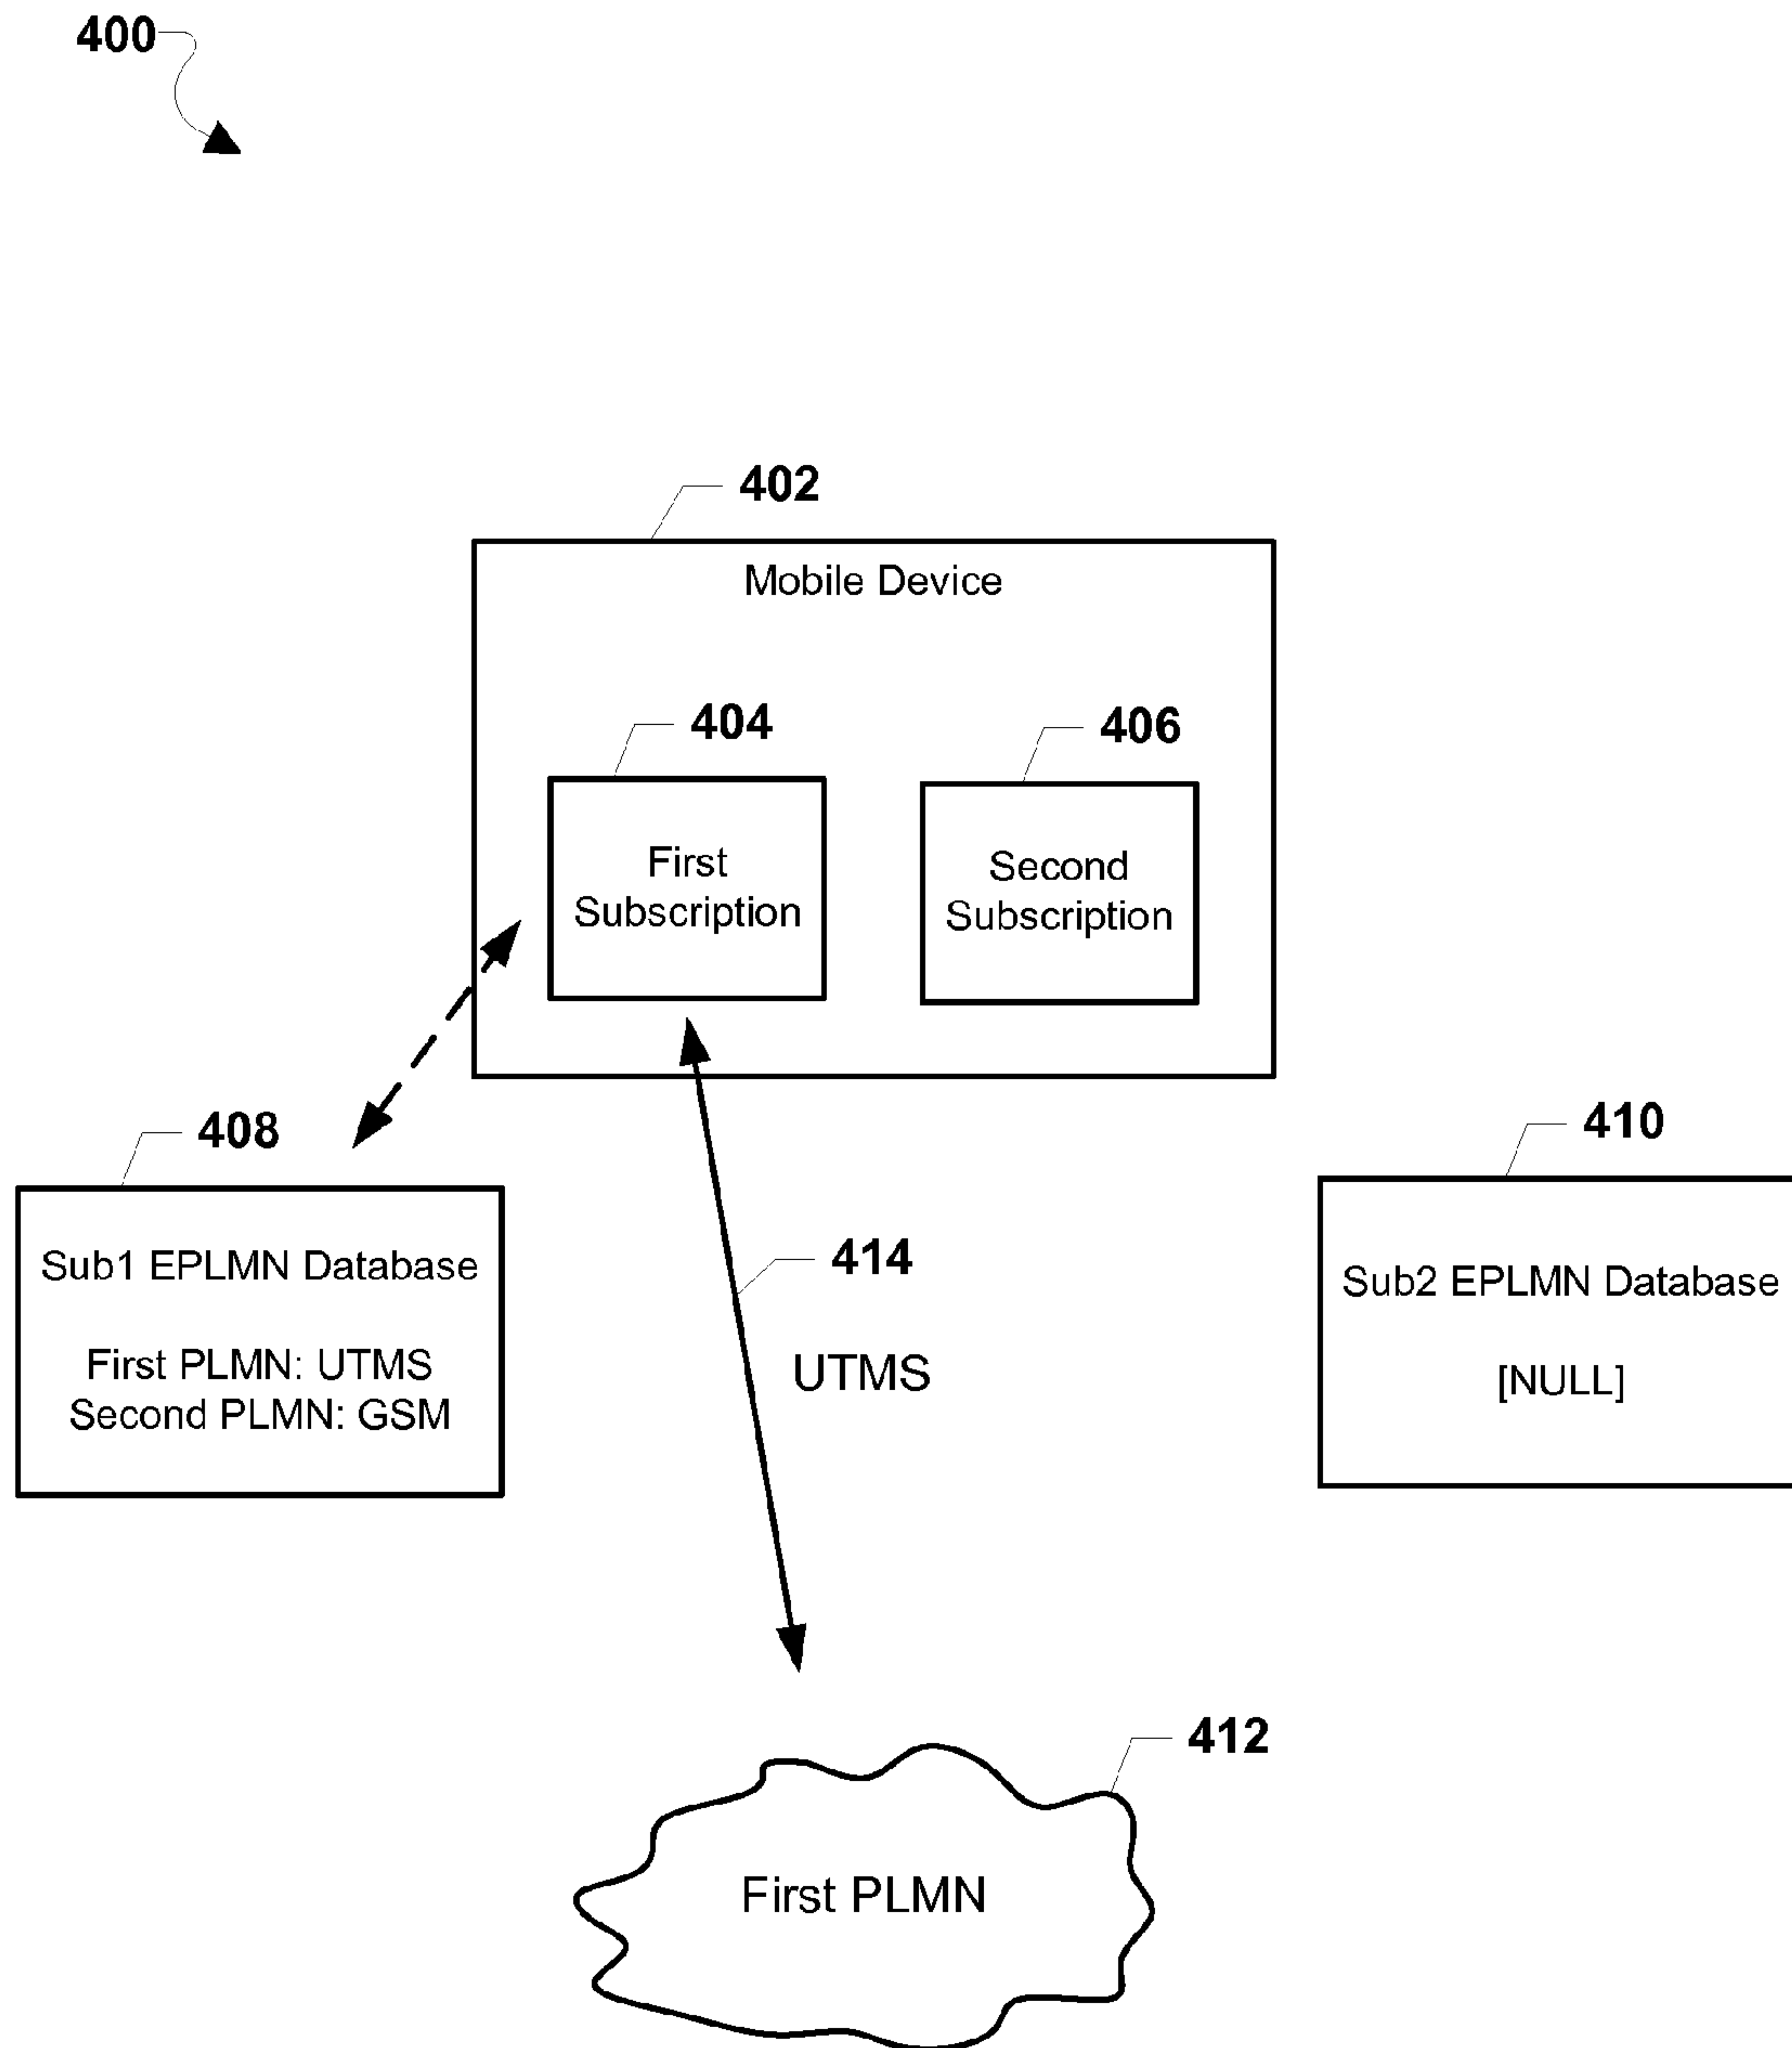 400
402
Mobile Device
404
406
First
Subscription
Second
Subscription
408
410
Sub1 EPLMN Database
First PLMN: UTMS
Second PLMN: GSM
414
UTMS
Sub2 EPLMN Database
[NULL]
412
First PLMN